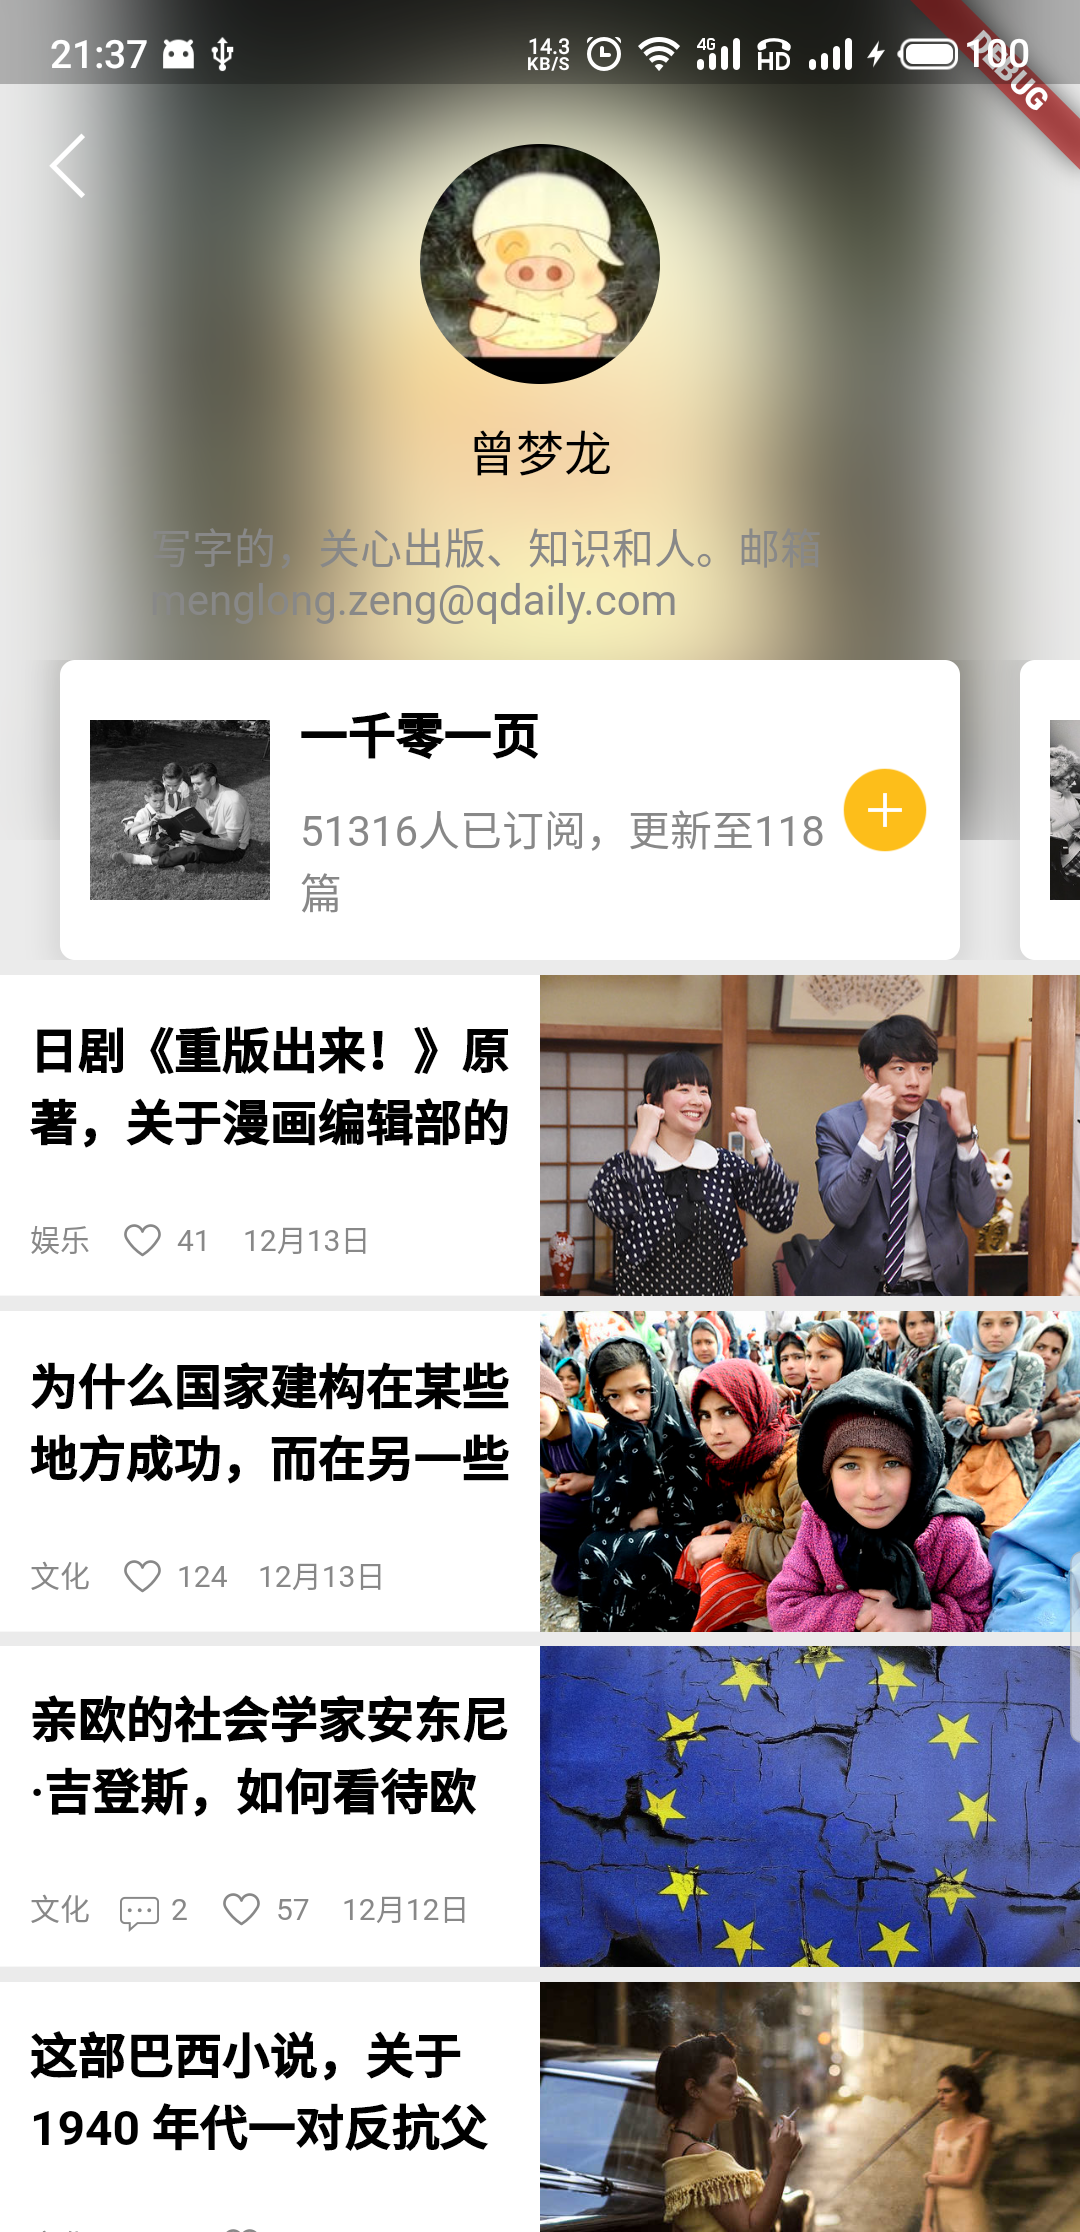 21:37
14.3
KB/S
4G
HD
100
DEBUG
曾梦龙
写字的，关心出版、知识和人。邮箱
menglong.zeng@qdaily.com
一千零一页
51316人已订阅，更新至118
篇
日剧《重版出来！》原
著，关于漫画编辑部的
娱乐 41 12月13日
为什么国家建构在某些
地方成功，而在另一些
文化 124 12月13日
亲欧的社会学家安东尼
·吉登斯，如何看待欧
文化 2 57 12月12日
这部巴西小说，关于
1940 年代一对反抗父